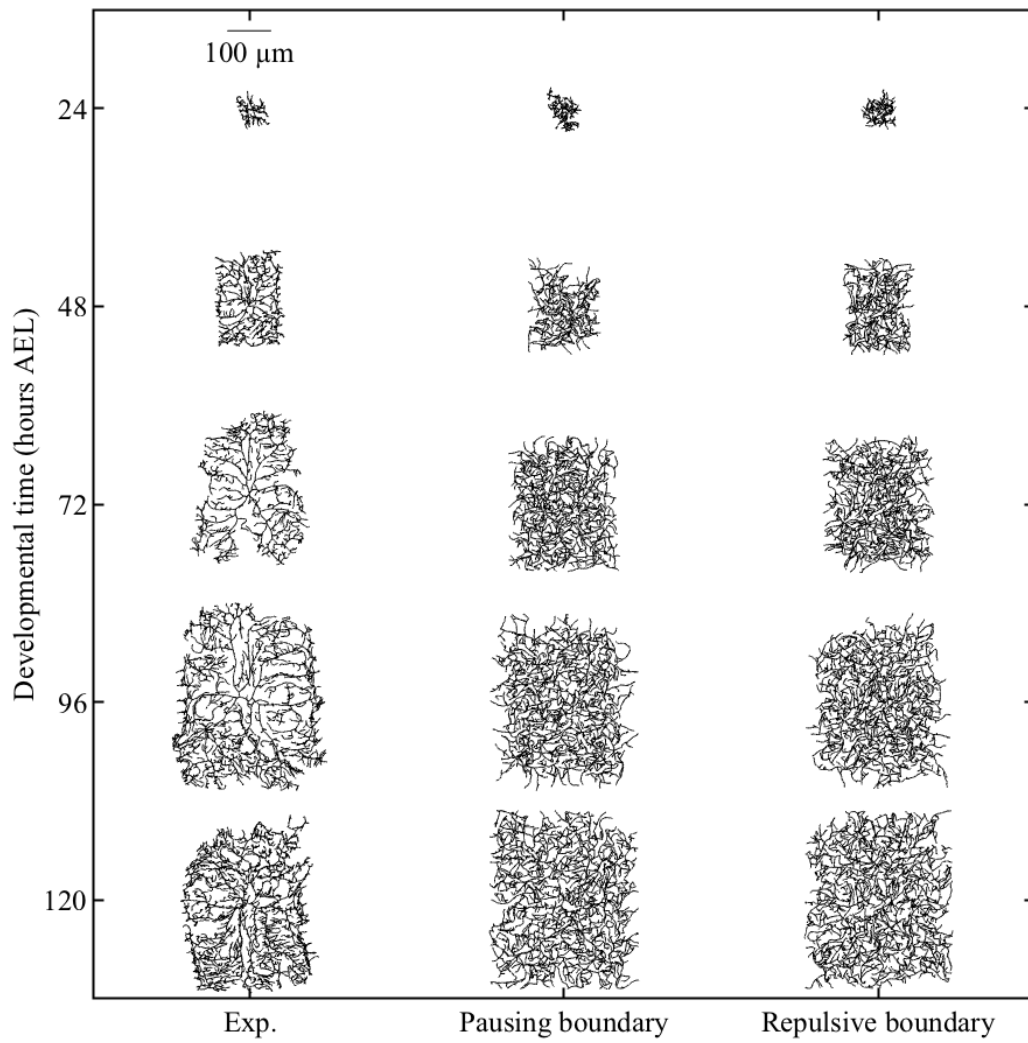 100 µm
24
48
72
96
120
Developmental time (hours AEL)
Exp.
Pausing boundary
Repulsive boundary